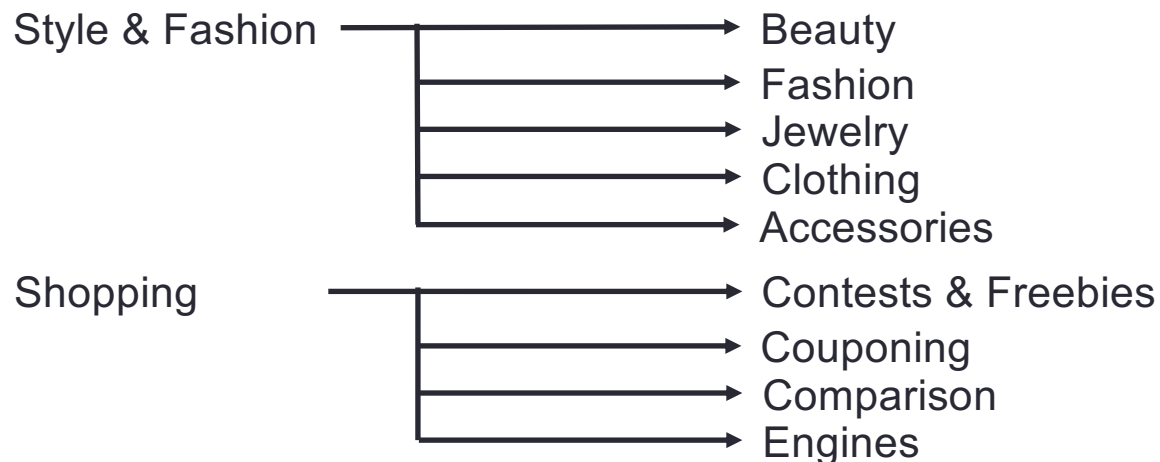 Style & Fashion
Beauty
Fashion
Jewelry
Clothing
Accessories
Shopping
Contests & Freebies
Couponing
Comparison
Engines